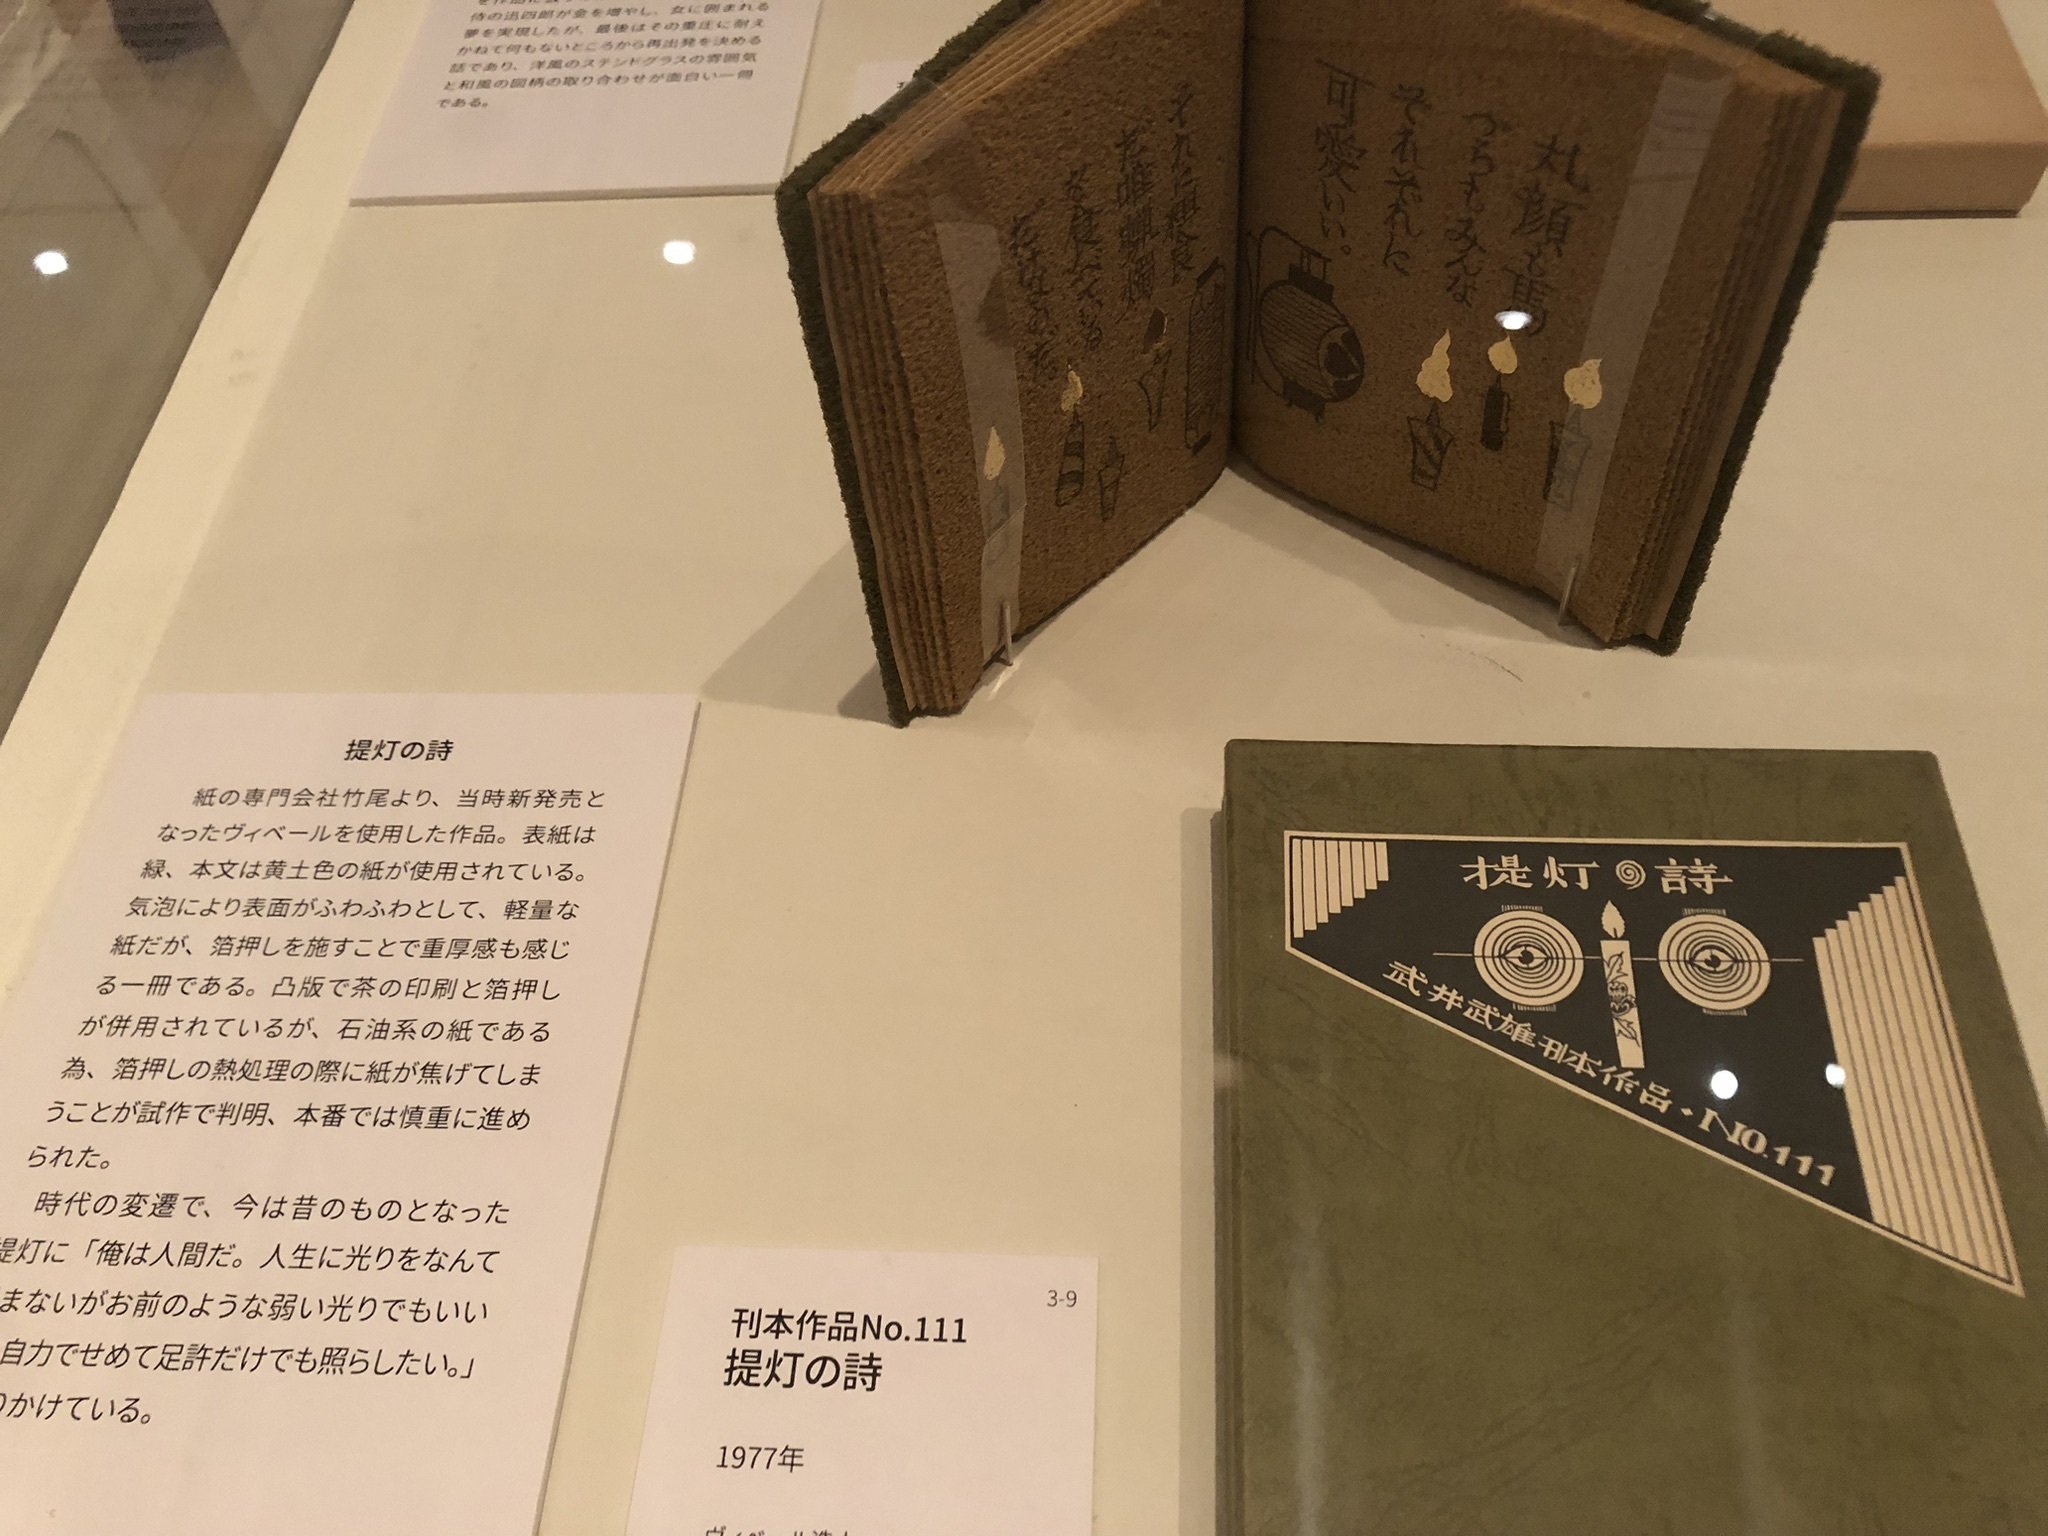 侍の迅四郎が金を増やし、女に囲まれる
夢を実現したが、最後はその重圧に耐え
かねて何もないところから再出発を決める
話であり、洋風のステンドグラスの雰囲気
と和風の図柄の取り合わせが面白い一冊
である。
丸顔も馬
づらもみんな
それぞれに
可愛いい。
提灯の詩
紙の専門会社竹尾より、当時新発売と
なったヴィベールを使用した作品。表紙は
緑、本文は黄土色の紙が使用されている。
気泡により表面がふわふわとして、軽量な
紙だが、箔押しを施すことで重厚感も感じ
る一冊である。凸版で茶の印刷と箔押し
が併用されているが、石油系の紙である
為、箔押しの熱処理の際に紙が焦げてしま
うことが試作で判明、本番では慎重に進め
られた。
時代の変遷で、今は昔のものとなった
提灯に「俺は人間だ。人生に光りをなんて
まないがお前のような弱い光りでもいい
自力でせめて足許だけでも照らしたい。」
りかけている。
3-9
刊本作品No.111
提灯の詩
1977年
提灯の詩
武井武雄刊本作品・NO.111